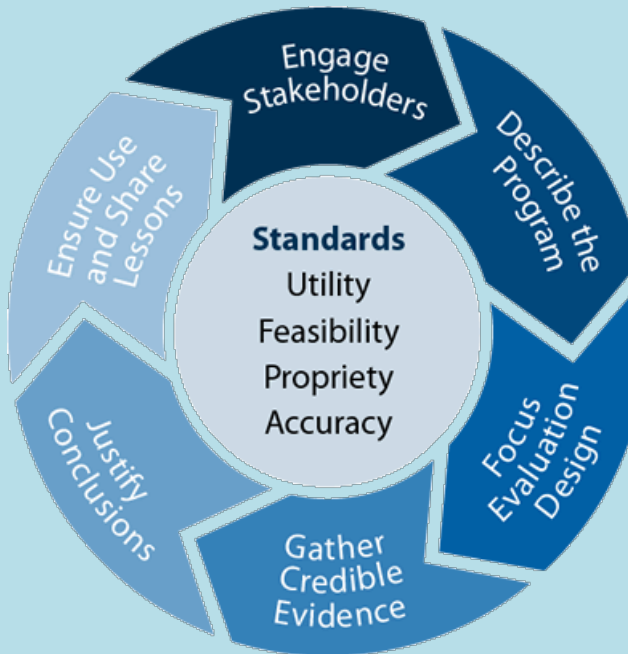 Engage
Stakeholders
Describe the
Program
Focus
Evaluation
Design
Gather
Credible
Evidence
Justify
Conclusions
Ensure Use
and Share
Lessons
Standards
Utility
Feasibility
Propriety
Accuracy